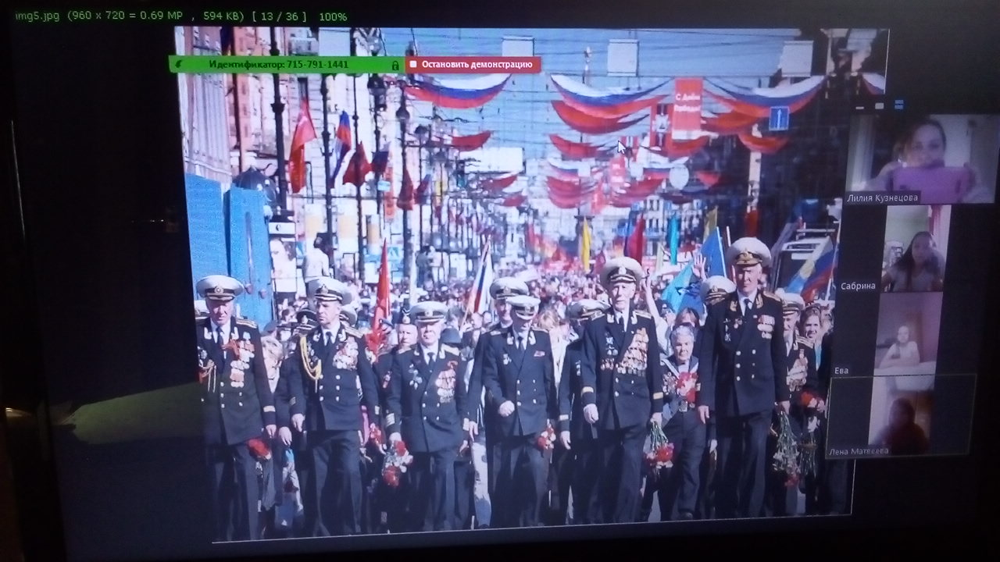 img5.jpg (960 x 720 = 0.69 MP , 594 KB) [ 13 / 36 ] 100%
Идентификатор: 715-791-1441
Остановить демонстрацию
С Днём
Победы!
Лилия Кузнецова
Сабрина
Ева
Лена Матвеева